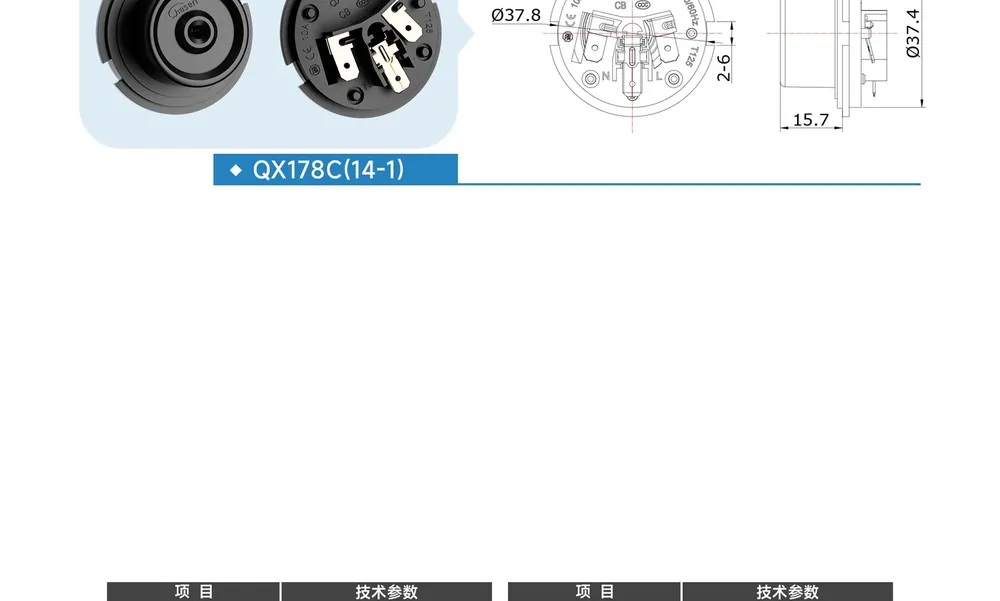 Ø37.8
CB
T125
N
L
2-6
15.7
Ø37.4
◆ QX178C(14-1)
项 目 技术参数 项 目 技术参数